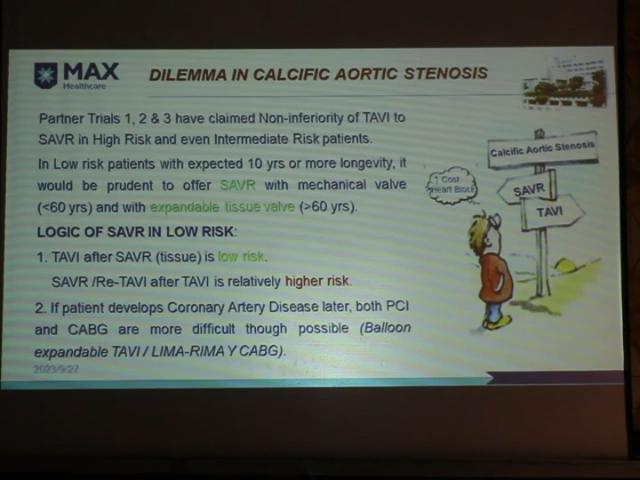 MAX
Healthcare
DILEMMA IN CALCIFIC AORTIC STENOSIS
Partner Trials 1, 2 & 3 have claimed Non-inferiority of TAVI to
SAVR in High Risk and even Intermediate Risk patients.
In Low risk patients with expected 10 yrs or more longevity, it
would be prudent to offer SAVR with mechanical valve
(<60 yrs) and with expandable tissue valve (>60 yrs).
LOGIC OF SAVR IN LOW RISK:
1. TAVI after SAVR (tissue) is low risk.
SAVR /Re-TAVI after TAVI is relatively higher risk.
2. If patient develops Coronary Artery Disease later, both PCI
and CABG are more difficult though possible (Balloon
expandable TAVI / LIMA-RIMA Y CABG).
2023/9/27
Calcific Aortic Stenosis
SAVR
TAVI
↑ Cost
Heart Block